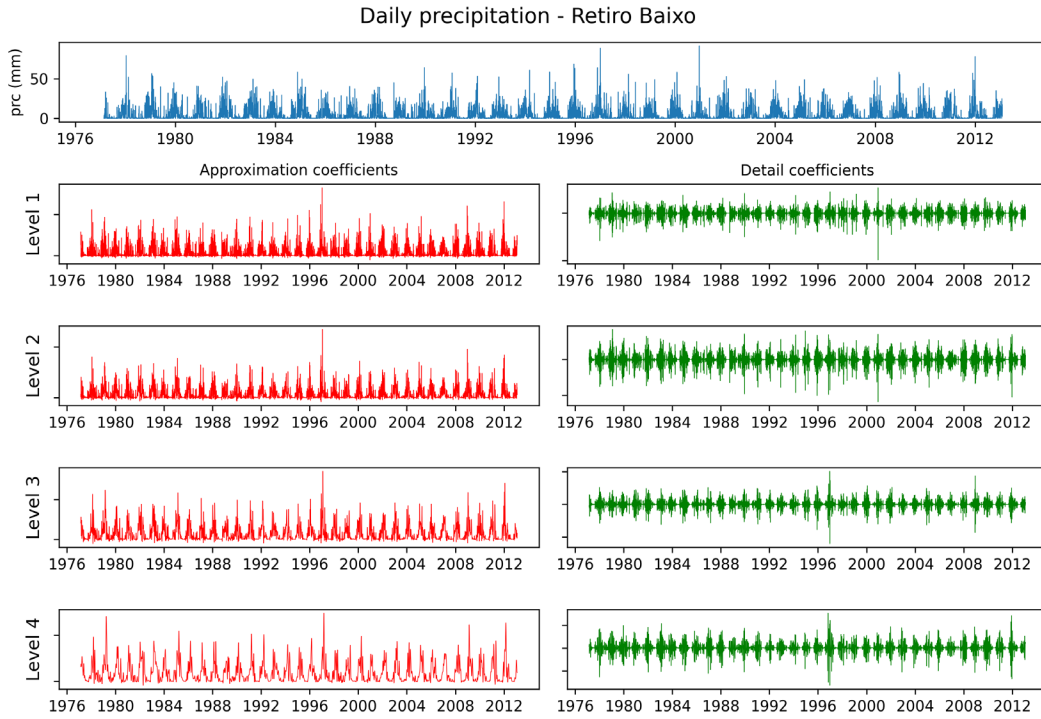 Daily precipitation - Retiro Baixo
prc (mm)
50
0
1976 1980 1984 1988 1992 1996 2000 2004 2008 2012
Approximation coefficients
Detail coefficients
Level 1
1976 1980 1984 1988 1992 1996 2000 2004 2008 2012
1976 1980 1984 1988 1992 1996 2000 2004 2008 2012
Level 2
1976 1980 1984 1988 1992 1996 2000 2004 2008 2012
1976 1980 1984 1988 1992 1996 2000 2004 2008 2012
Level 3
1976 1980 1984 1988 1992 1996 2000 2004 2008 2012
1976 1980 1984 1988 1992 1996 2000 2004 2008 2012
Level 4
1976 1980 1984 1988 1992 1996 2000 2004 2008 2012
1976 1980 1984 1988 1992 1996 2000 2004 2008 2012